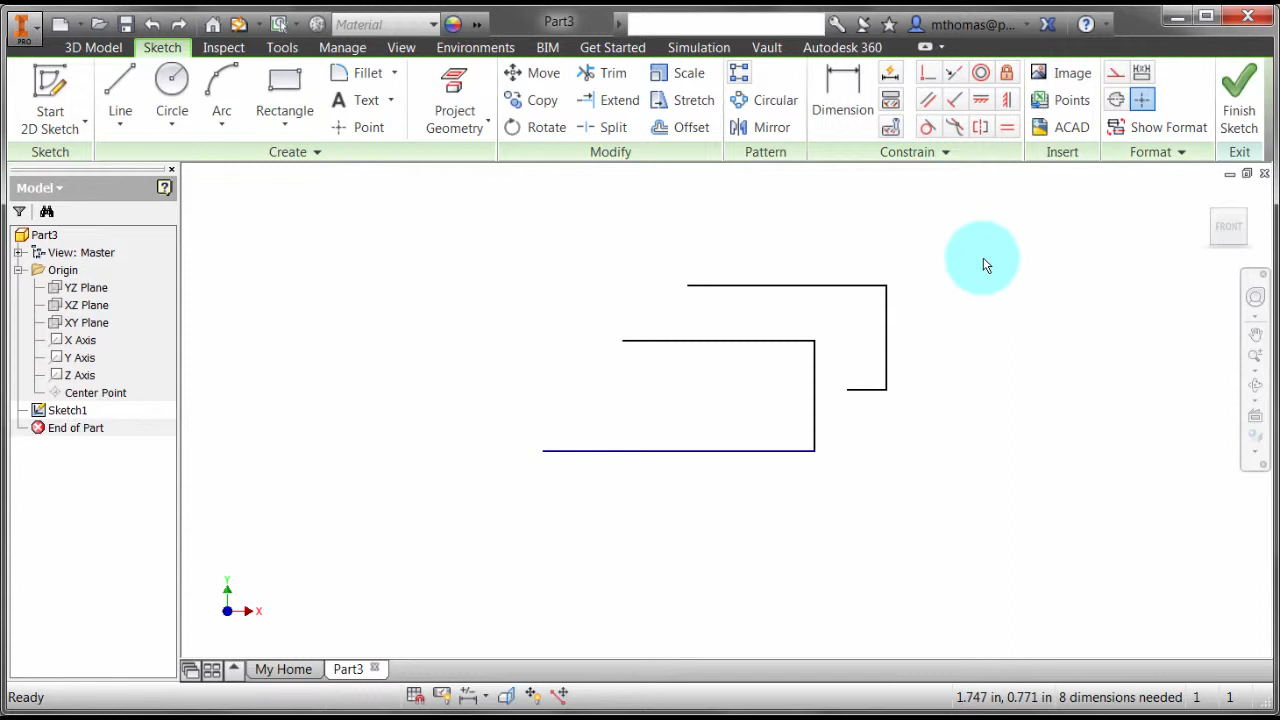 PRO
Material
Part3
mthomas@p...
3D Model Sketch Inspect Tools Manage View Environments BIM Get Started Simulation Vault Autodesk 360
Start
2D Sketch
Line
Circle
Arc
Rectangle
Fillet
Text
Point
Project
Geometry
Move
Copy
Rotate
Trim
Extend
Split
Scale
Stretch
Offset
Circular
Mirror
Dimension
Image
Points
ACAD
Show Format
Finish
Sketch
Sketch Create Modify Pattern Constrain Insert Format Exit
Model
Part3
View: Master
Origin
YZ Plane
XZ Plane
XY Plane
X Axis
Y Axis
Z Axis
Center Point
Sketch1
End of Part
FRONT
Y
X
My Home Part3
Ready 1.747 in, 0.771 in 8 dimensions needed 1 1